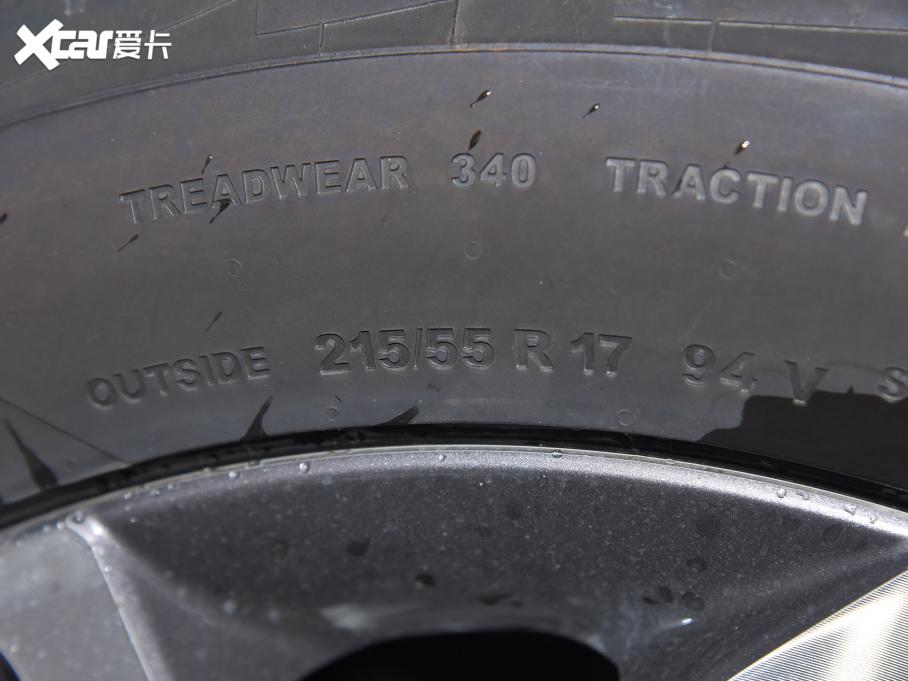 Xcar爱卡
TREADWEAR 340 TRACTION
OUTSIDE 215/55 R 17 94 V